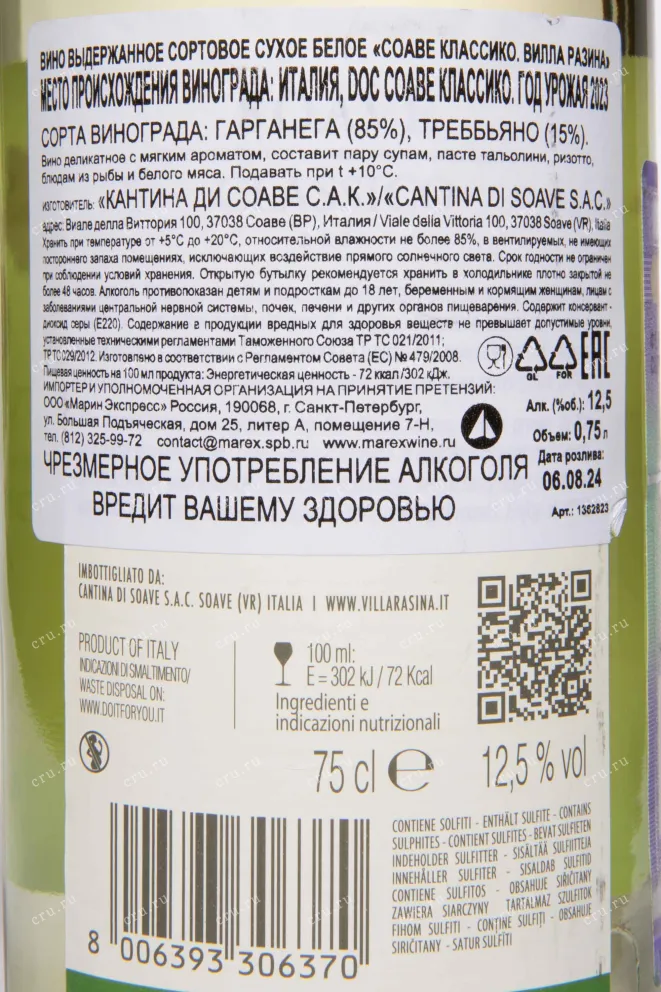 ВИНО ВЫДЕРЖАННОЕ СОРТОВОЕ СУХОЕ БЕЛОЕ «СОАВЕ КЛАССИКО. ВИЛЛА РАЗИНА»
МЕСТО ПРОИСХОЖДЕНИЯ ВИНОГРАДА: ИТАЛИЯ, DOC СОАВЕ КЛАССИКО. ГОД УРОЖАЯ 2023
СОРТА ВИНОГРАДА: ГАРГАНЕГА (85%), ТРЕББЬЯНО (15%).
Вино деликатное с мягким ароматом, составит пару супам, пасте тальолини, ризотто,
блюдам из рыбы и белого мяса. Подавать при t +10°C.
ИЗГОТОВИТЕЛЬ: «КАНТИНА ДИ СОАВЕ С.А.К.»/«CANTINA DI SOAVE S.A.C.»
адрес: Виале делла Виттория 100, 37038 Соаве (ВР), Италия / Viale della Vittoria 100, 37038 Soave (VR), Italia
Хранить при температуре от +5°С до +20°С, относительной влажности не более 85%, в вентилируемых, не имеющих
постороннего запаха помещениях, исключающих воздействие прямого солнечного света. Срок годности не ограничен
при соблюдении условий хранения. Открытую бутылку рекомендуется хранить в холодильнике плотно закрытой не
более 48 часов. Алкоголь противопоказан детям и подросткам до 18 лет, беременным и кормящим женщинам, лицам с
заболеваниями центральной нервной системы, почек, печени и других органов пищеварения. Содержит консервант -
диоксид серы (Е220). Содержание в продукции вредных для здоровья веществ не превышает допустимые уровни,
установленные техническими регламентами Таможенного Союза ТР ТС 021/2011;
ТР ТС 029/2012. Изготовлено в соответствии с Регламентом Совета (ЕС) № 479/2008.
Пищевая ценность на 100 мл продукта: Энергетическая ценность - 72 ккал/302 кДж.
GL FOR EAC
ИМПОРТЕР И УПОЛНОМОЧЕННАЯ ОРГАНИЗАЦИЯ НА ПРИНЯТИЕ ПРЕТЕНЗИЙ:
ООО «Марин Экспресс» Россия, 190068, г. Санкт-Петербург,
ул. Большая Подъяческая, дом 25, литер А, помещение 7-Н,
тел. (812) 325-99-72 contact@marex.spb.ru www.marexwine.ru
Алк. (%об.): 12,5
Объем: 0,75 л
Дата розлива:
06.08.24
Арт.: 1362823
ЧРЕЗМЕРНОЕ УПОТРЕБЛЕНИЕ АЛКОГОЛЯ
ВРЕДИТ ВАШЕМУ ЗДОРОВЬЮ
IMBOTTIGLIATO DA:
CANTINA DI SOAVE S.A.C. SOAVE (VR) ITALIA | WWW.VILLARASINA.IT
PRODUCT OF ITALY
INDICAZIONI DI SMALTIMENTO/
WASTE DISPOSAL ON:
WWW.DOITFORYOU.IT
100 ml:
E = 302 kJ / 72 Kcal
Ingredienti e
indicazioni nutrizionali
75 cl e 12,5 % vol
CONTIENE SOLFITI - ENTHÄLT SULFITE - CONTAINS
SULPHITES - CONTIENT SULFITES - BEVAT SULFIETEN
INDEHOLDER SULFITTER - SISÄLTÄÄ SULFIITTEJA
INNEHÅLLER SULFITER - SISALDAB SULFITID
CONTIENE SULFITOS - OBSAHUJE SIŘIČITANY
ZAWIERA SIARCZYNY TARTALMAZ SZULFITOK
FIHOM SULFITI - CONȚINE SULFIȚI - OBSAHUJE
SIRIČITANY - SATUR SULFĪTI
8 006393 306370
cru.ru